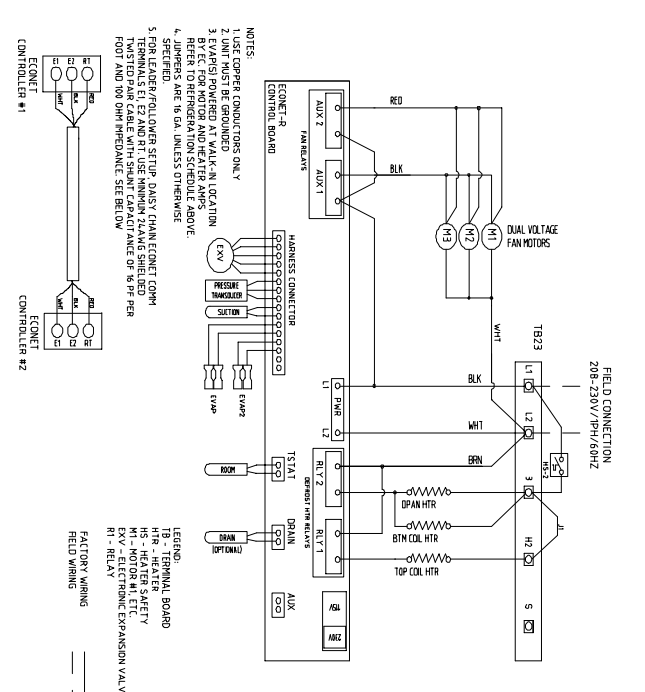 NOTES:
1. USE COPPER CONDUCTORS ONLY
2. UNIT MUST BE GROUNDED
3. EVAP(S) POWERED AT WALK-IN LOCATION
BY EC. FOR MOTOR AND HEATER AMPS
REFER TO REFRIGERATION SCHEDULE ABOVE.
4. JUMPERS ARE 16 GA. UNLESS OTHERWISE
SPECIFIED.
5. FOR LEADER/FOLLOWER SETUP, DAISY CHAIN ECONET COMM
TERMINALS E1, E2 AND RT. USE MINIMUM 24AWG SHIELDED
TWISTED PAIR CABLE WITH SHUNT CAPACITANCE OF 16 PF PER
FOOT AND 100 OHM IMPEDANCE. SEE BELOW
E1 E2 RT
WHT
BLK
RED
ECONET
CONTROLLER #1
WHT
BLK
RED
E1 E2 RT
ECONET
CONTROLLER #2
ECONET-R
CONTROL BOARD
AUX 2
AUX 1
FAN RELAYS
RED
BLK
M3
M2
M1
DUAL VOLTAGE
FAN MOTORS
WHT
TB23
FIELD CONNECTION
208-230V/1PH/60HZ
L1
L2
3
H2
S
HS-2
J1
BLK
WHT
BRN
L1 PWR L2
RLY 2
RLY 1
DEFROST HTR RELAYS
DPAN HTR
BTM COIL HTR
TOP COIL HTR
HARNESS CONNECTOR
EXV
PRESSURE
TRANSDUCER
SUCTION
EVAP
EVAP2
TSTAT
ROOM
DRAIN
DRAIN
(OPTIONAL)
AUX
115V
230V
LEGEND:
TB - TERMINAL BOARD
HTR - HEATER
HS - HEATER SAFETY
M1 - MOTOR #1, ETC.
EXV - ELECTRONIC EXPANSION VALV
R1 - RELAY
FACTORY WIRING
FIELD WIRING